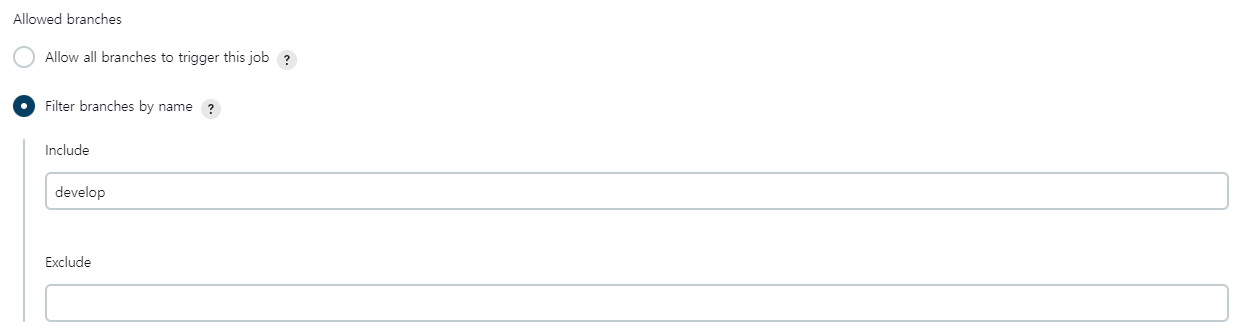 Allowed branches
Allow all branches to trigger this job ?
Filter branches by name ?
Include
develop
Exclude